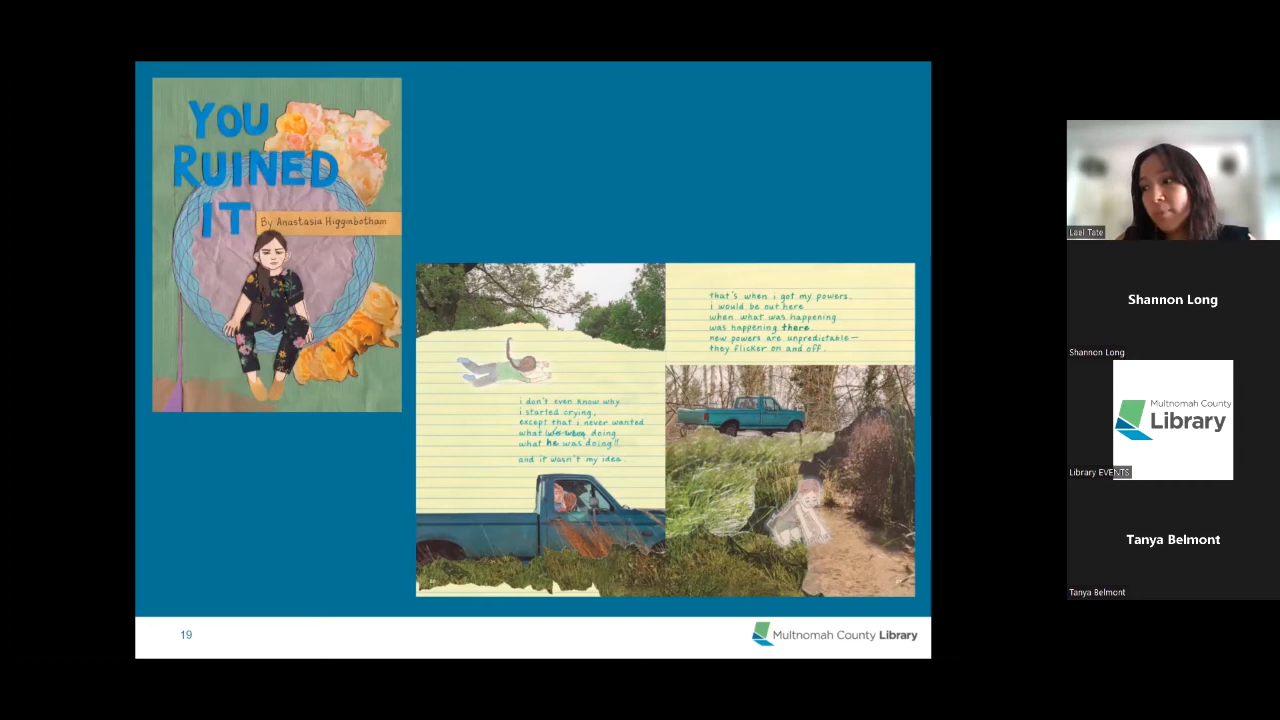 YOU
RUINED
IT
By Anastasia Higginbotham
i don't even know why
i started crying,
except that i never wanted
what we were doing
what he was doing!!
and it wasn't my idea.
that's when i got my powers.
i would be out here
when what was happening
was happening there.
new powers are unpredictable—
they flicker on and off.
19
Multnomah County Library
Lael Tate
Shannon Long
Shannon Long
Multnomah County
Library
Library EVENTS
Tanya Belmont
Tanya Belmont